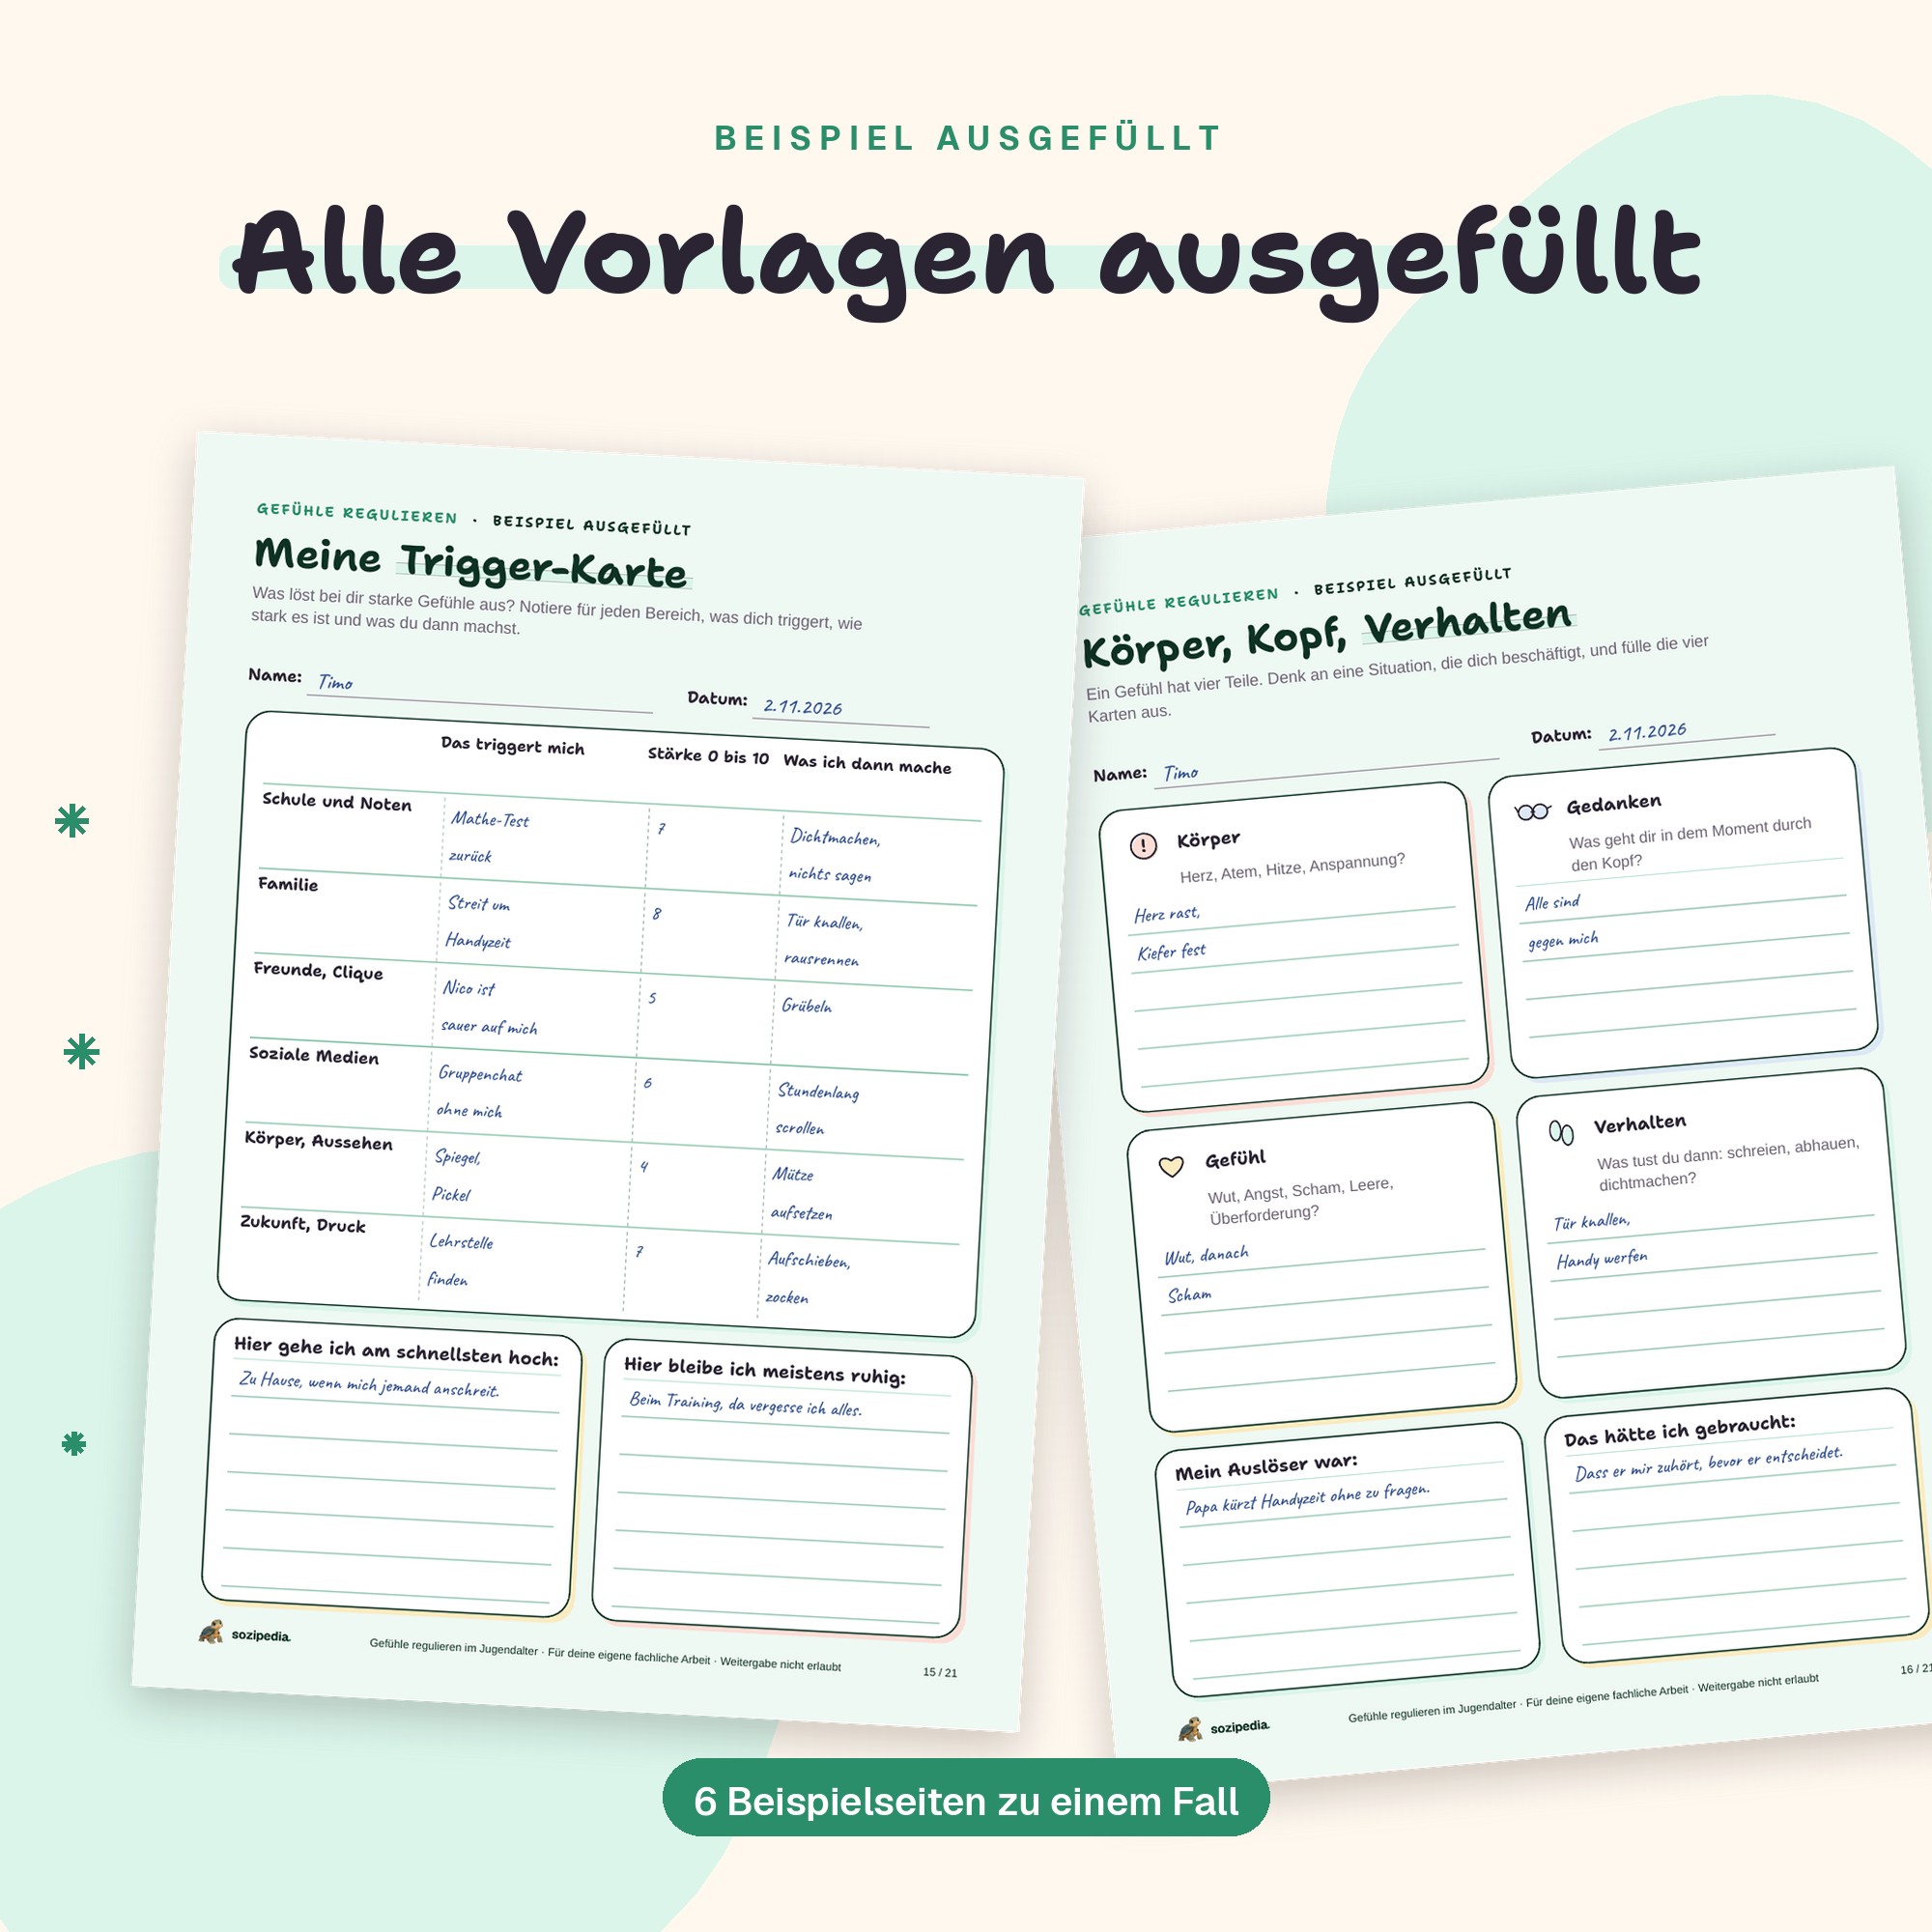 BEISPIEL AUSGEFÜLLT
Alle Vorlagen ausgefüllt
GEFÜHLE REGULIEREN · BEISPIEL AUSGEFÜLLT
Meine Trigger-Karte
Was löst bei dir starke Gefühle aus? Notiere für jeden Bereich, was dich triggert, wie
stark es ist und was du dann machst.
Name: Timo Datum: 2.11.2026
Das triggert mich Stärke 0 bis 10 Was ich dann mache
Schule und Noten Mathe-Test 7 Dichtmachen,
zurück nichts sagen
Familie Streit um 8 Tür knallen,
Handyzeit rausrennen
Freunde, Clique Nico ist 5 Grübeln
sauer auf mich
Soziale Medien Gruppenchat 6 Stundenlang
ohne mich scrollen
Körper, Aussehen Spiegel, 4 Mütze
Pickel aufsetzen
Zukunft, Druck Lehrstelle 7 Aufschieben,
finden zocken
Hier gehe ich am schnellsten hoch:
Zu Hause, wenn mich jemand anschreit.
Hier bleibe ich meistens ruhig:
Beim Training, da vergesse ich alles.
sozipedia. Gefühle regulieren im Jugendalter · Für deine eigene fachliche Arbeit · Weitergabe nicht erlaubt 15 / 21
GEFÜHLE REGULIEREN · BEISPIEL AUSGEFÜLLT
Körper, Kopf, Verhalten
Ein Gefühl hat vier Teile. Denk an eine Situation, die dich beschäftigt, und fülle die vier
Karten aus.
Name: Timo Datum: 2.11.2026
Körper
Herz, Atem, Hitze, Anspannung?
Herz rast,
Kiefer fest
Gedanken
Was geht dir in dem Moment durch
den Kopf?
Alle sind
gegen mich
Gefühl
Wut, Angst, Scham, Leere,
Überforderung?
Wut, danach
Scham
Verhalten
Was tust du dann: schreien, abhauen,
dichtmachen?
Tür knallen,
Handy werfen
Mein Auslöser war:
Papa kürzt Handyzeit ohne zu fragen.
Das hätte ich gebraucht:
Dass er mir zuhört, bevor er entscheidet.
sozipedia. Gefühle regulieren im Jugendalter · Für deine eigene fachliche Arbeit · Weitergabe nicht erlaubt 16 / 21
6 Beispielseiten zu einem Fall